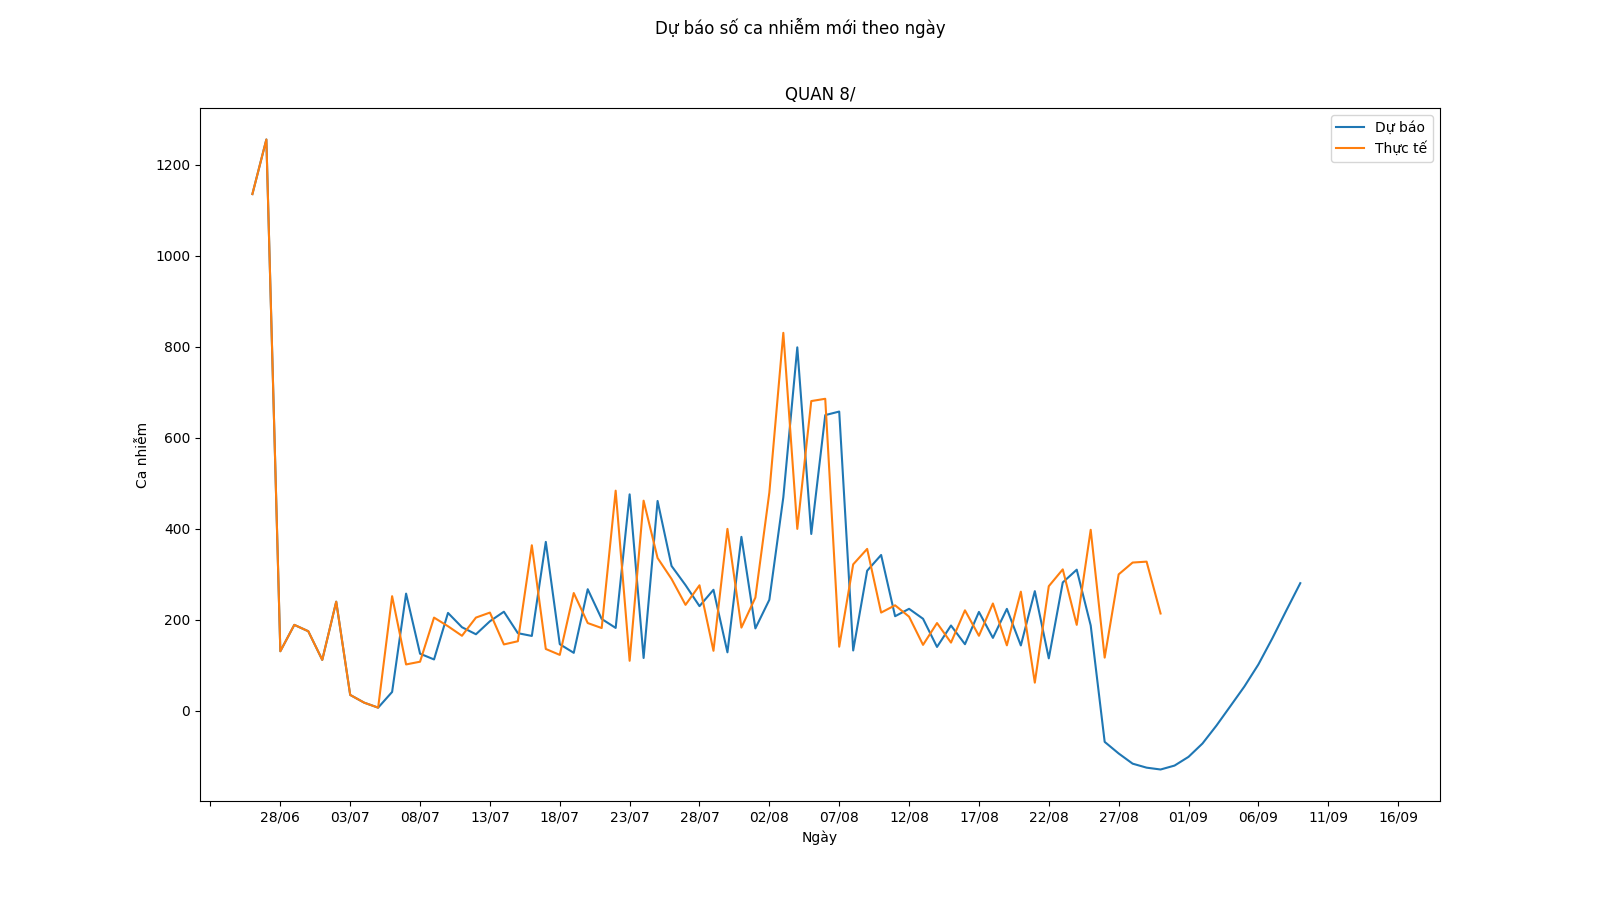 Dự báo số ca nhiễm mới theo ngày
QUAN 8/
Dự báo
Thực tế
1200
1000
800
600
400
200
0
Ca nhiễm
28/06 03/07 08/07 13/07 18/07 23/07 28/07 02/08 07/08 12/08 17/08 22/08 27/08 01/09 06/09 11/09 16/09
Ngày